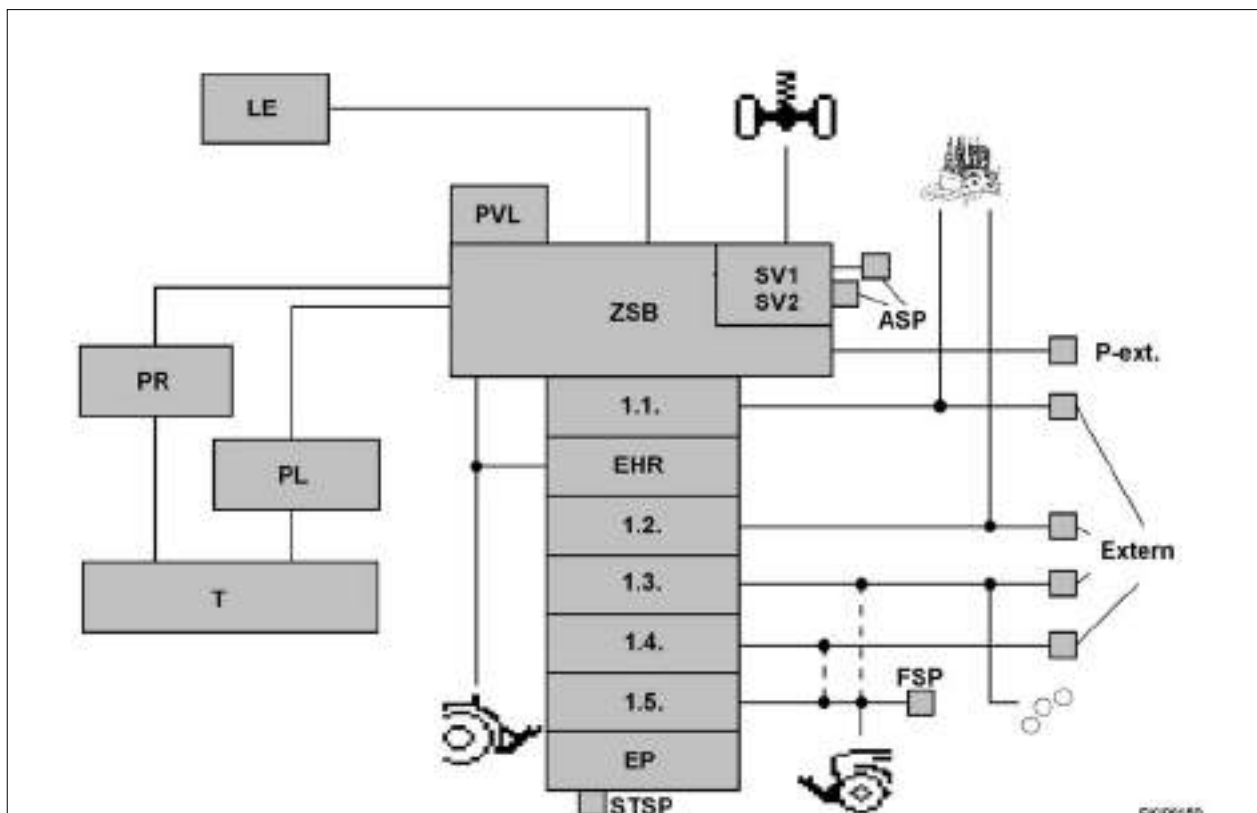 LE
PVL
SV1
SV2
ZSB
ASP
P-ext.
PR
1.1.
EHR
PL
1.2.
Extern
1.3.
T
1.4.
FSP
1.5.
EP
STSP